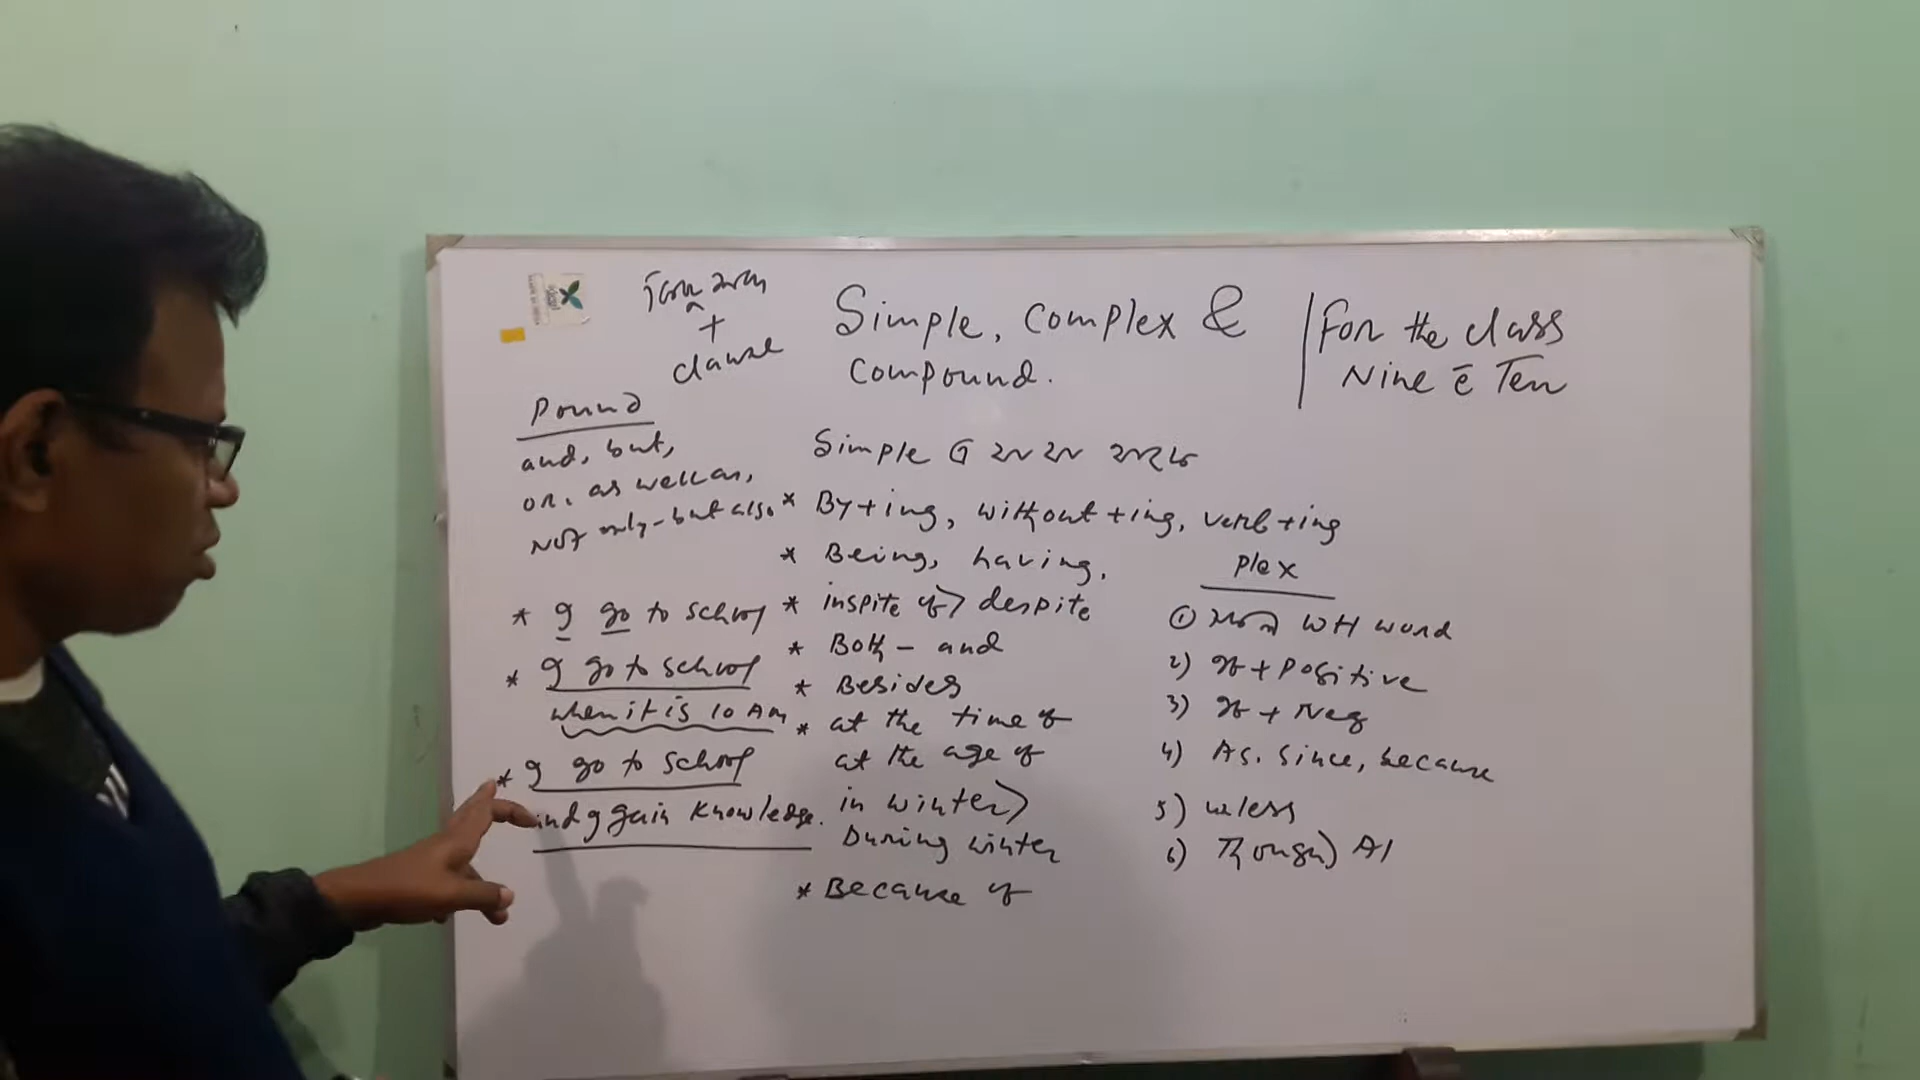 +
clause
Simple, Complex &
Compound.
For the class
Nine ē Ten
Pound
and, but,
or. as well as,
Not only-but also
* I go to school
* I go to school
when it is 10 AM
* I go to school
and I gain knowledge.
Simple এ
* By+ing, without +ing, verb +ing
* Being, having,
* inspite of) despite
* Both – and
* Besides
* at the time of
at the age of
in winter)
During winter
* Because of
Plex
① WH word
2) If + Positive
3) If + Neg
4) As. Since, because
5) unless
6) Though) Al